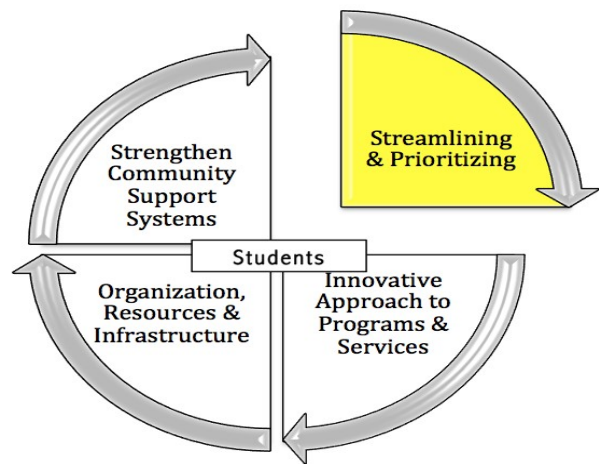 Streamlining
& Prioritizing
Strengthen
Community
Support
Systems
Students
Organization,
Resources &
Infrastructure
Innovative
Approach to
Programs &
Services